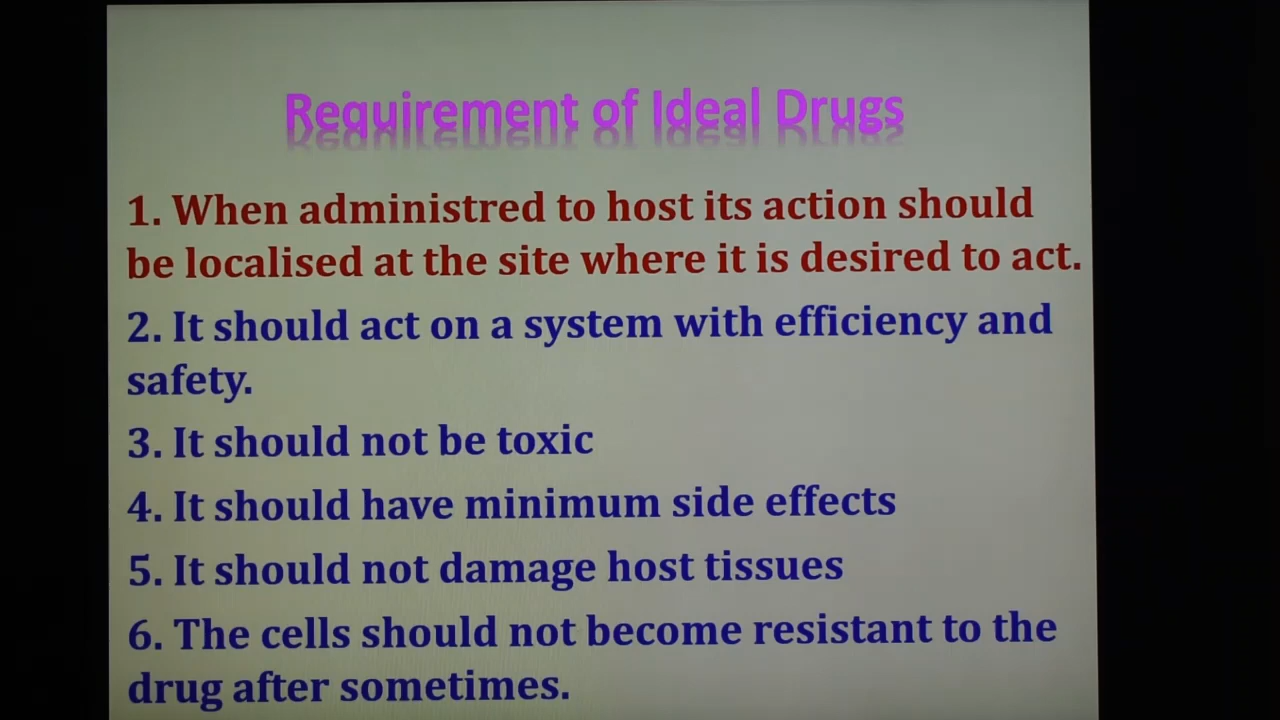 Requirement of Ideal Drugs
1. When administred to host its action should
be localised at the site where it is desired to act.
2. It should act on a system with efficiency and
safety.
3. It should not be toxic
4. It should have minimum side effects
5. It should not damage host tissues
6. The cells should not become resistant to the
drug after sometimes.